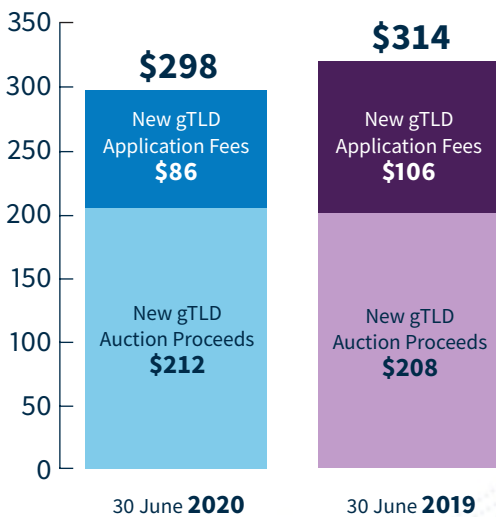 350
300
250
200
150
100
50
0
$298
New gTLD
Application Fees
$86
New gTLD
Auction Proceeds
$212
30 June 2020
$314
New gTLD
Application Fees
$106
New gTLD
Auction Proceeds
$208
30 June 2019